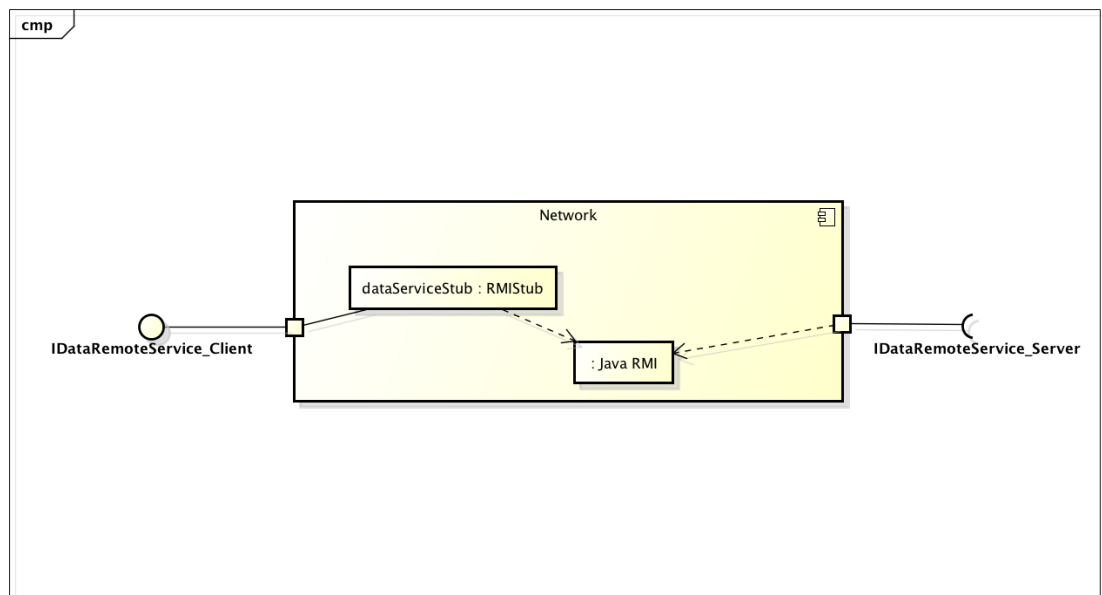 cmp
Network
dataServiceStub : RMIStub
IDataRemoteService_Client
IDataRemoteService_Server
: Java RMI